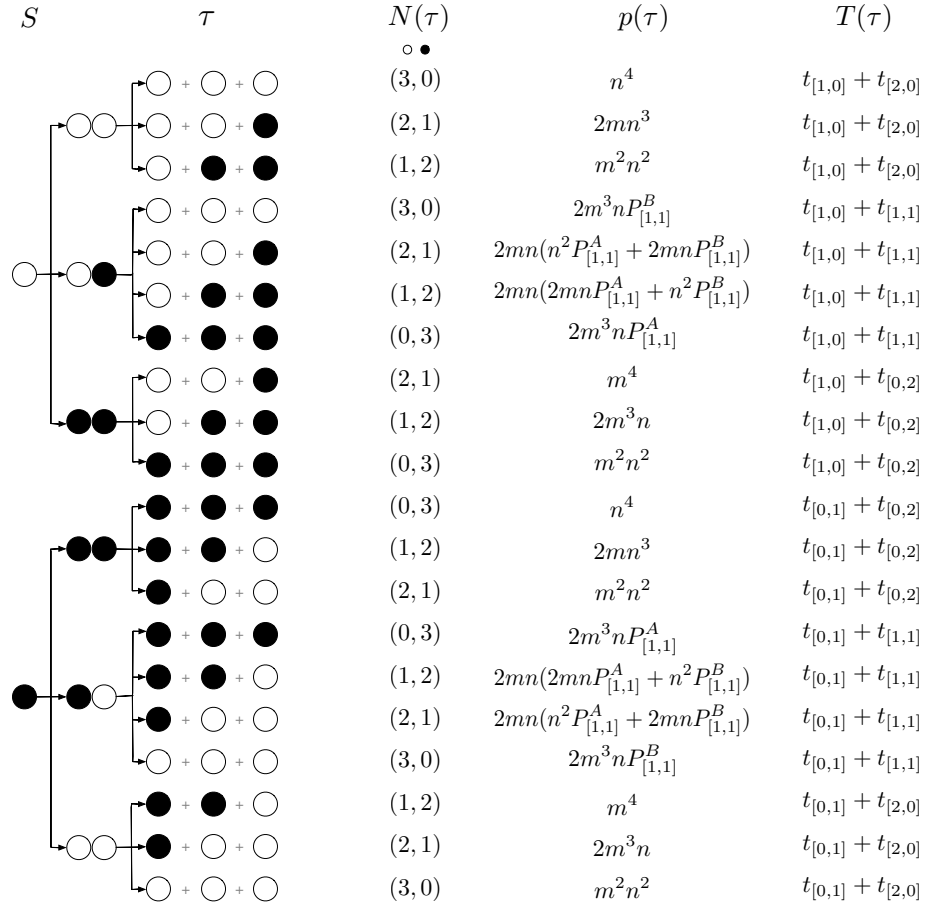 S τ N(τ) p(τ) T(τ)
+ + (3, 0) n^4 t_{[1,0]} + t_{[2,0]}
+ + (2, 1) 2mn^3 t_{[1,0]} + t_{[2,0]}
+ + (1, 2) m^2n^2 t_{[1,0]} + t_{[2,0]}
+ + (3, 0) 2m^3nP^B_{[1,1]} t_{[1,0]} + t_{[1,1]}
+ + (2, 1) 2mn(n^2P^A_{[1,1]} + 2mnP^B_{[1,1]}) t_{[1,0]} + t_{[1,1]}
+ + (1, 2) 2mn(2mnP^A_{[1,1]} + n^2P^B_{[1,1]}) t_{[1,0]} + t_{[1,1]}
+ + (0, 3) 2m^3nP^A_{[1,1]} t_{[1,0]} + t_{[1,1]}
+ + (2, 1) m^4 t_{[1,0]} + t_{[0,2]}
+ + (1, 2) 2m^3n t_{[1,0]} + t_{[0,2]}
+ + (0, 3) m^2n^2 t_{[1,0]} + t_{[0,2]}
+ + (0, 3) n^4 t_{[0,1]} + t_{[0,2]}
+ + (1, 2) 2mn^3 t_{[0,1]} + t_{[0,2]}
+ + (2, 1) m^2n^2 t_{[0,1]} + t_{[0,2]}
+ + (0, 3) 2m^3nP^A_{[1,1]} t_{[0,1]} + t_{[1,1]}
+ + (1, 2) 2mn(2mnP^A_{[1,1]} + n^2P^B_{[1,1]}) t_{[0,1]} + t_{[1,1]}
+ + (2, 1) 2mn(n^2P^A_{[1,1]} + 2mnP^B_{[1,1]}) t_{[0,1]} + t_{[1,1]}
+ + (3, 0) 2m^3nP^B_{[1,1]} t_{[0,1]} + t_{[1,1]}
+ + (1, 2) m^4 t_{[0,1]} + t_{[2,0]}
+ + (2, 1) 2m^3n t_{[0,1]} + t_{[2,0]}
+ + (3, 0) m^2n^2 t_{[0,1]} + t_{[2,0]}